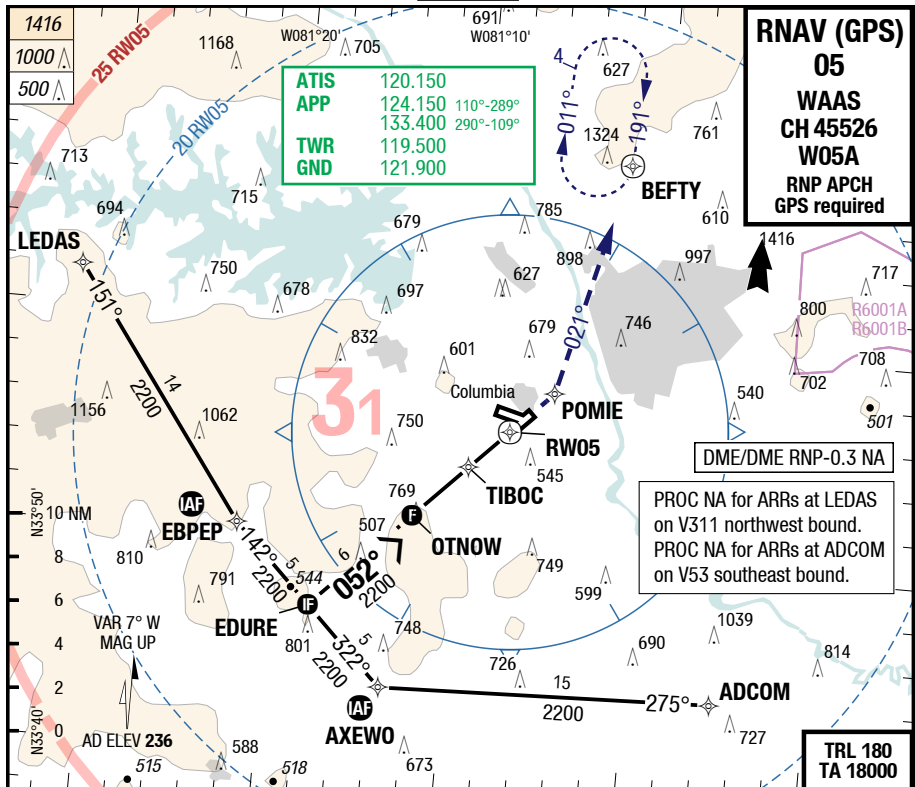 1416
1000
500
25 RW05
20 RW05
1168
W081°20'
705
691
W081°10'
4
627
ATIS 120.150
APP 124.150 110°-289°
133.400 290°-109°
TWR 119.500
GND 121.900
011°
191°
1324
761
BEFTY
RNAV (GPS)
05
WAAS
CH 45526
W05A
RNP APCH
GPS required
713
715
694
LEDAS
679
785
610
1416
898
997
717
750
151°
678
697
627
800
R6001A
R6001B
832
679
746
021°
708
14
2200
601
702
1156
Columbia
POMIE
540
501
1062
31
750
RW05
545
DME/DME RNP-0.3 NA
TIBOC
N33°50'
10 NM
IAF
EBPEP
769
F
OTNOW
PROC NA for ARRs at LEDAS
on V311 northwest bound.
PROC NA for ARRs at ADCOM
on V53 southeast bound.
8
810
142°
5
2200
507
544
6
052°
2200
749
791
6
IF
EDURE
599
VAR 7° W
MAG UP
801
748
322°
5
2200
1039
4
690
814
726
2
15
2200
275°
ADCOM
IAF
AXEWO
N33°40'
0
AD ELEV 236
727
588
673
515
518
TRL 180
TA 18000